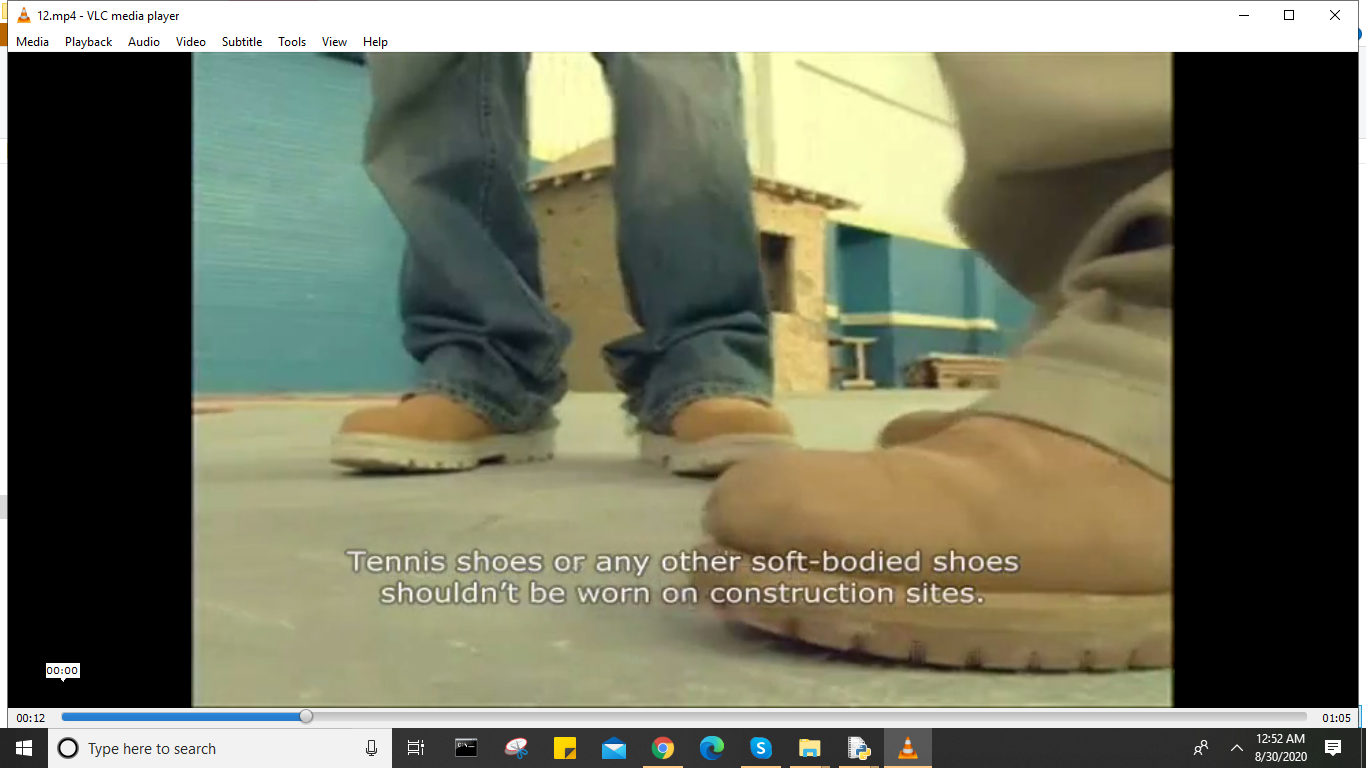 12.mp4 - VLC media player
Media Playback Audio Video Subtitle Tools View Help
Tennis shoes or any other soft-bodied shoes
shouldn't be worn on construction sites.
00:00
00:12
01:05
Type here to search
12:52 AM
8/30/2020